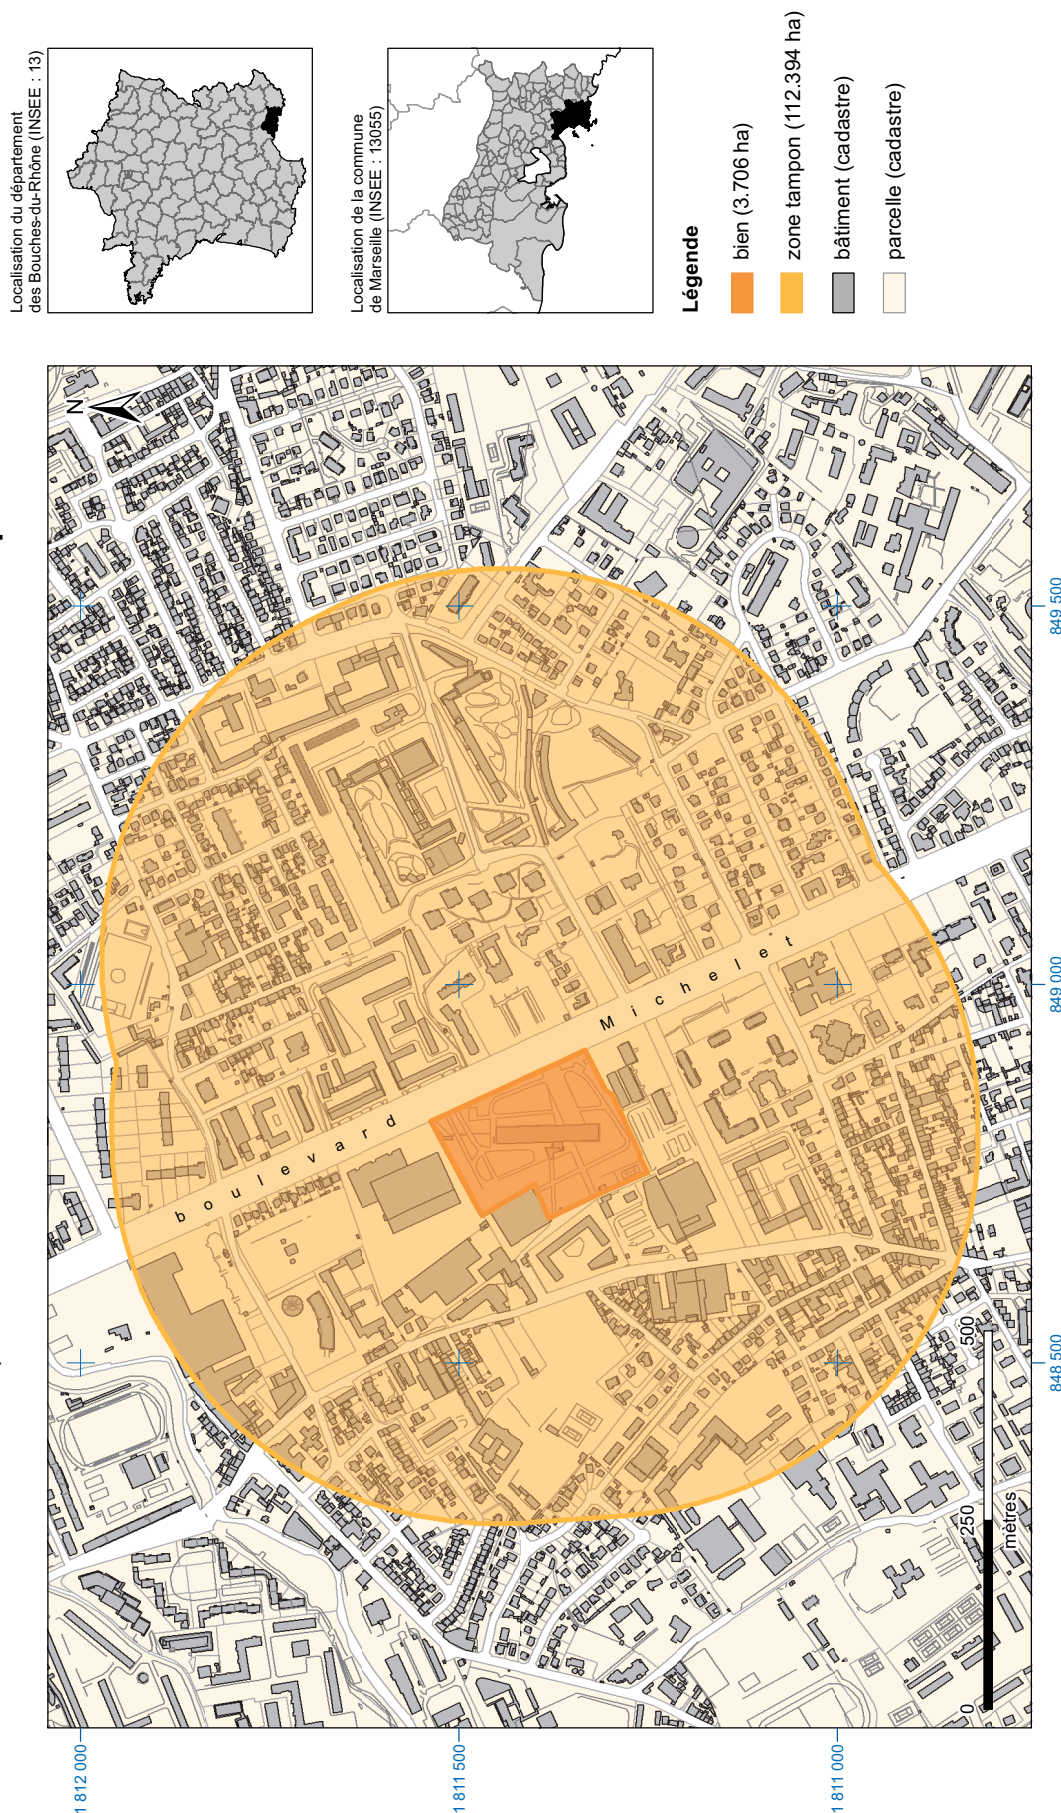 Localisation du département
des Bouches-du-Rhône (INSEE : 13)
Localisation de la commune
de Marseille (INSEE : 13055)
Légende
bien (3.706 ha)
zone tampon (112.394 ha)
bâtiment (cadastre)
parcelle (cadastre)
N
boulevard Michelet
1 812 000
1 811 500
1 811 000
848 500
849 000
849 500
0 250 500
mètres